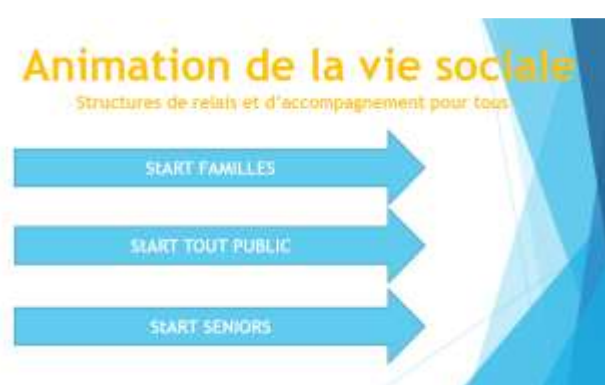 Animation de la vie sociale
Structures de relais et d'accompagnement pour tous
StART FAMILLES
StART TOUT PUBLIC
StART SENIORS